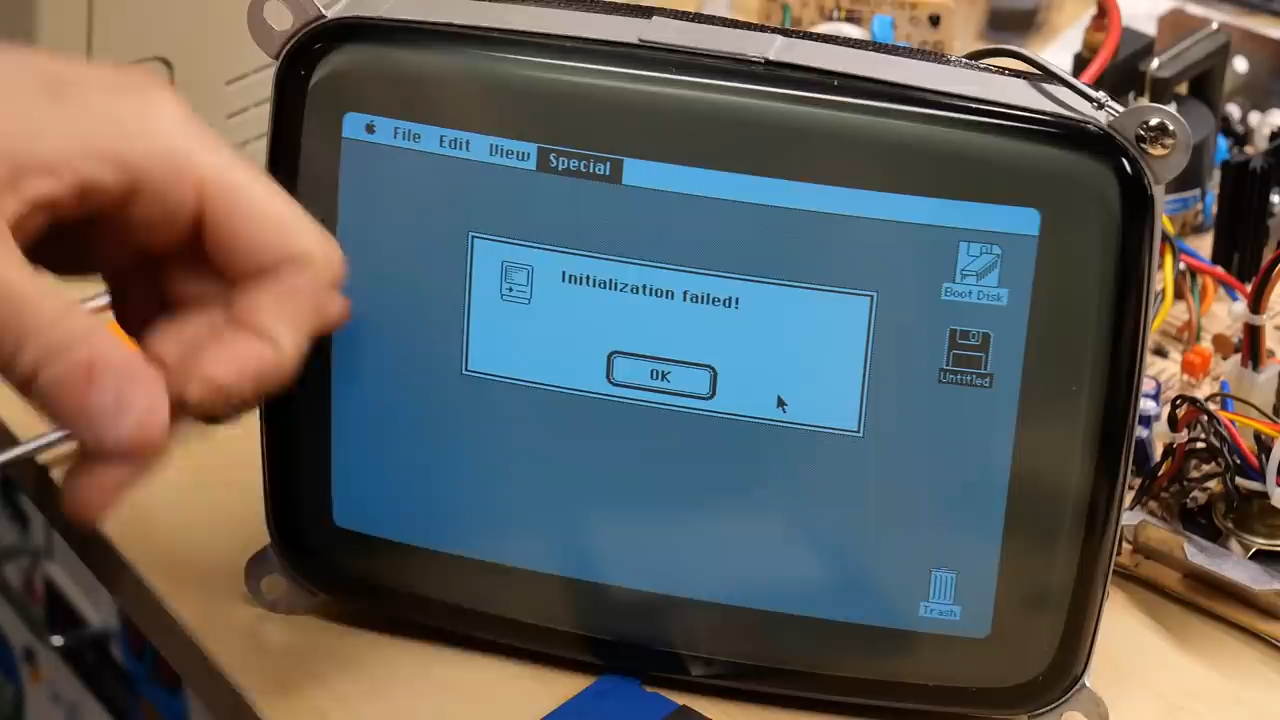 File Edit View Special
Initialization failed!
OK
Boot Disk
Untitled
Trash